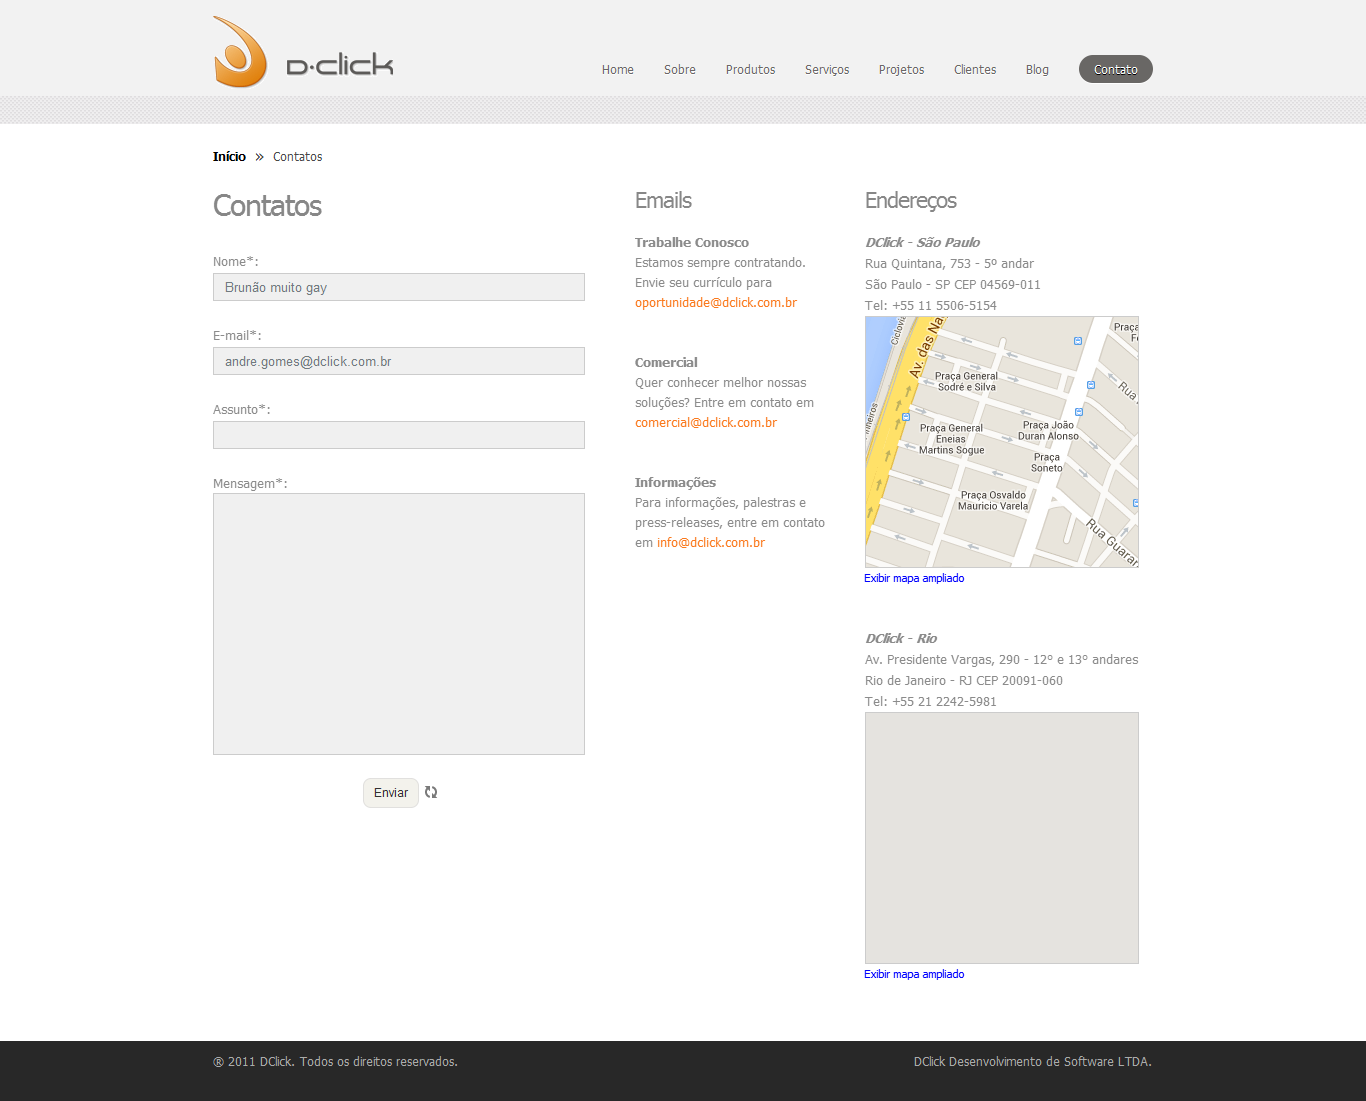 D·CLICK
Home Sobre Produtos Serviços Projetos Clientes Blog Contato
Início » Contatos
Contatos
Nome*:
Brunão muito gay
E-mail*:
andre.gomes@dclick.com.br
Assunto*:
Mensagem*:
Enviar
Emails
Trabalhe Conosco
Estamos sempre contratando.
Envie seu currículo para
oportunidade@dclick.com.br
Comercial
Quer conhecer melhor nossas
soluções? Entre em contato em
comercial@dclick.com.br
Informações
Para informações, palestras e
press-releases, entre em contato
em info@dclick.com.br
Endereços
DClick - São Paulo
Rua Quintana, 753 - 5º andar
São Paulo - SP CEP 04569-011
Tel: +55 11 5506-5154
Ciclovia
Av. das Na
Praça
Praça General
Sodré e Silva
Rua
Praça General
Eneias
Martins Sogue
Praça João
Duran Alonso
Praça
Soneto
Praça Osvaldo
Maurício Varela
Rua Guarar
Exibir mapa ampliado
DClick - Rio
Av. Presidente Vargas, 290 - 12º e 13º andares
Rio de Janeiro - RJ CEP 20091-060
Tel: +55 21 2242-5981
Exibir mapa ampliado
® 2011 DClick. Todos os direitos reservados.
DClick Desenvolvimento de Software LTDA.